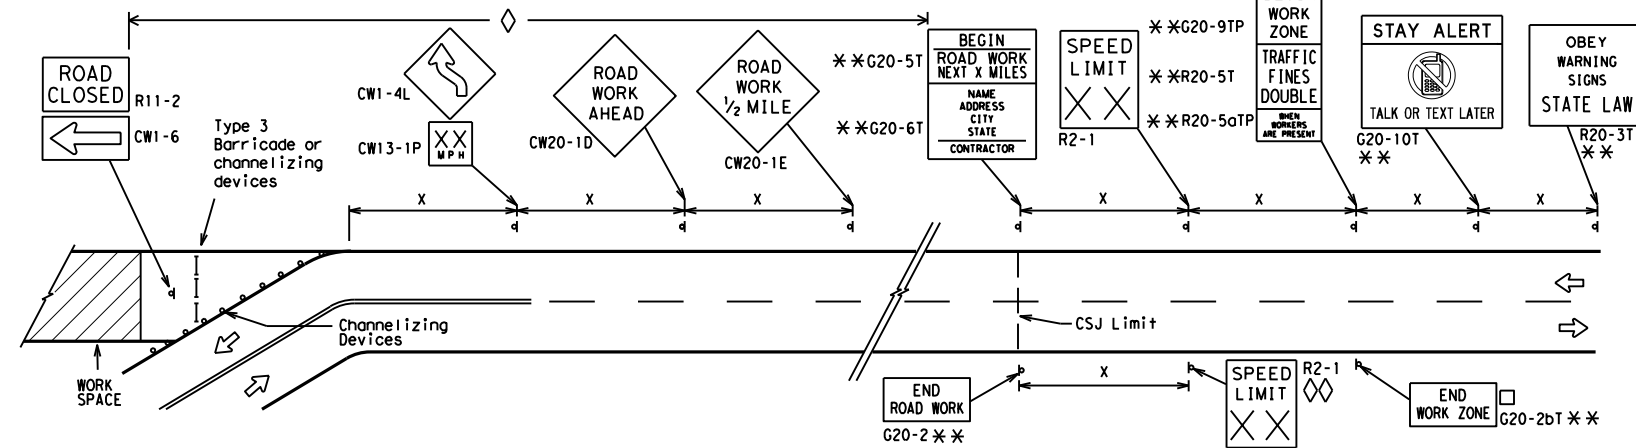 ROAD
CLOSED
R11-2
CW1-6
Type 3
Barricade or
channelizing
devices
CW1-4L
XX
MPH
CW13-1P
ROAD
WORK
AHEAD
CW20-1D
ROAD
WORK
1/2 MILE
CW20-1E
**G20-5T
**G20-6T
BEGIN
ROAD WORK
NEXT X MILES
NAME
ADDRESS
CITY
STATE
CONTRACTOR
SPEED
LIMIT
XX
R2-1
**G20-9TP
**R20-5T
**R20-5aTP
WORK
ZONE
TRAFFIC
FINES
DOUBLE
WHEN
WORKERS
ARE PRESENT
STAY ALERT
TALK OR TEXT LATER
G20-10T
**
OBEY
WARNING
SIGNS
STATE LAW
R20-3T
**
X
X
X
X
X
X
X
Channelizing
Devices
CSJ Limit
WORK
SPACE
END
ROAD WORK
G20-2**
X
SPEED
LIMIT
XX
R2-1
END
WORK ZONE
G20-2bT**